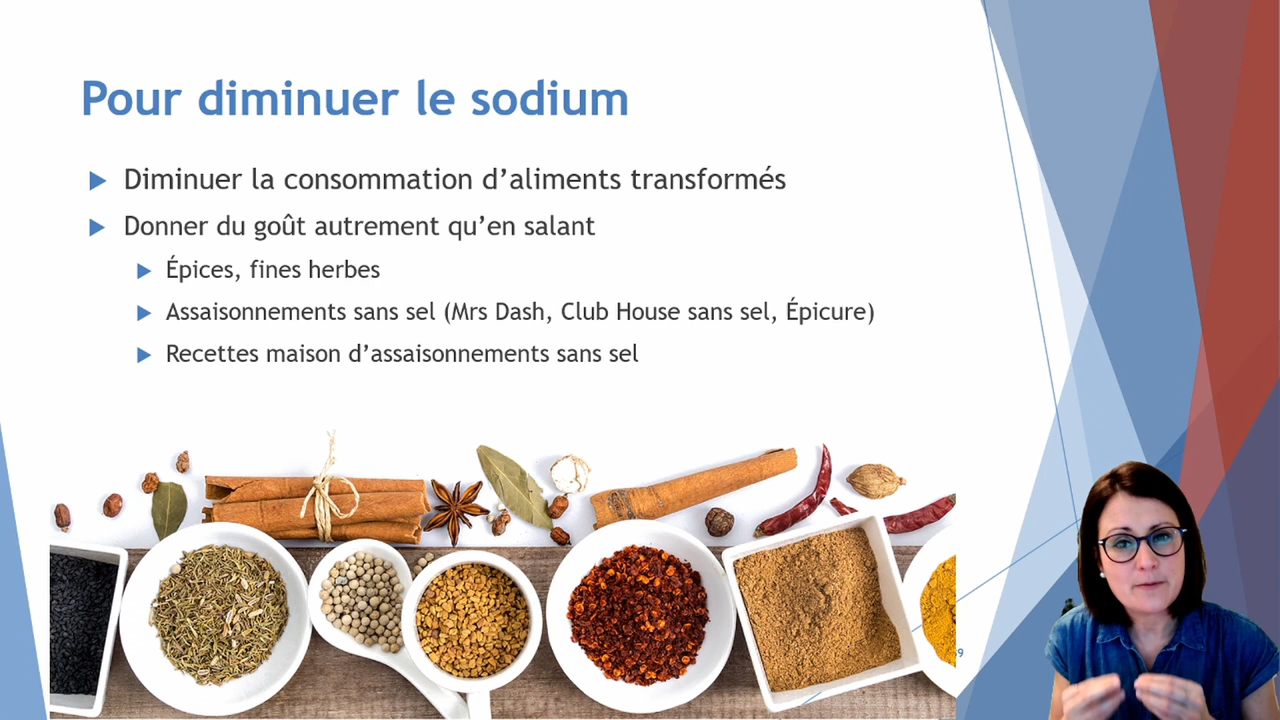 Pour diminuer le sodium
Diminuer la consommation d'aliments transformés
Donner du goût autrement qu'en salant
Épices, fines herbes
Assaisonnements sans sel (Mrs Dash, Club House sans sel, Épicure)
Recettes maison d'assaisonnements sans sel